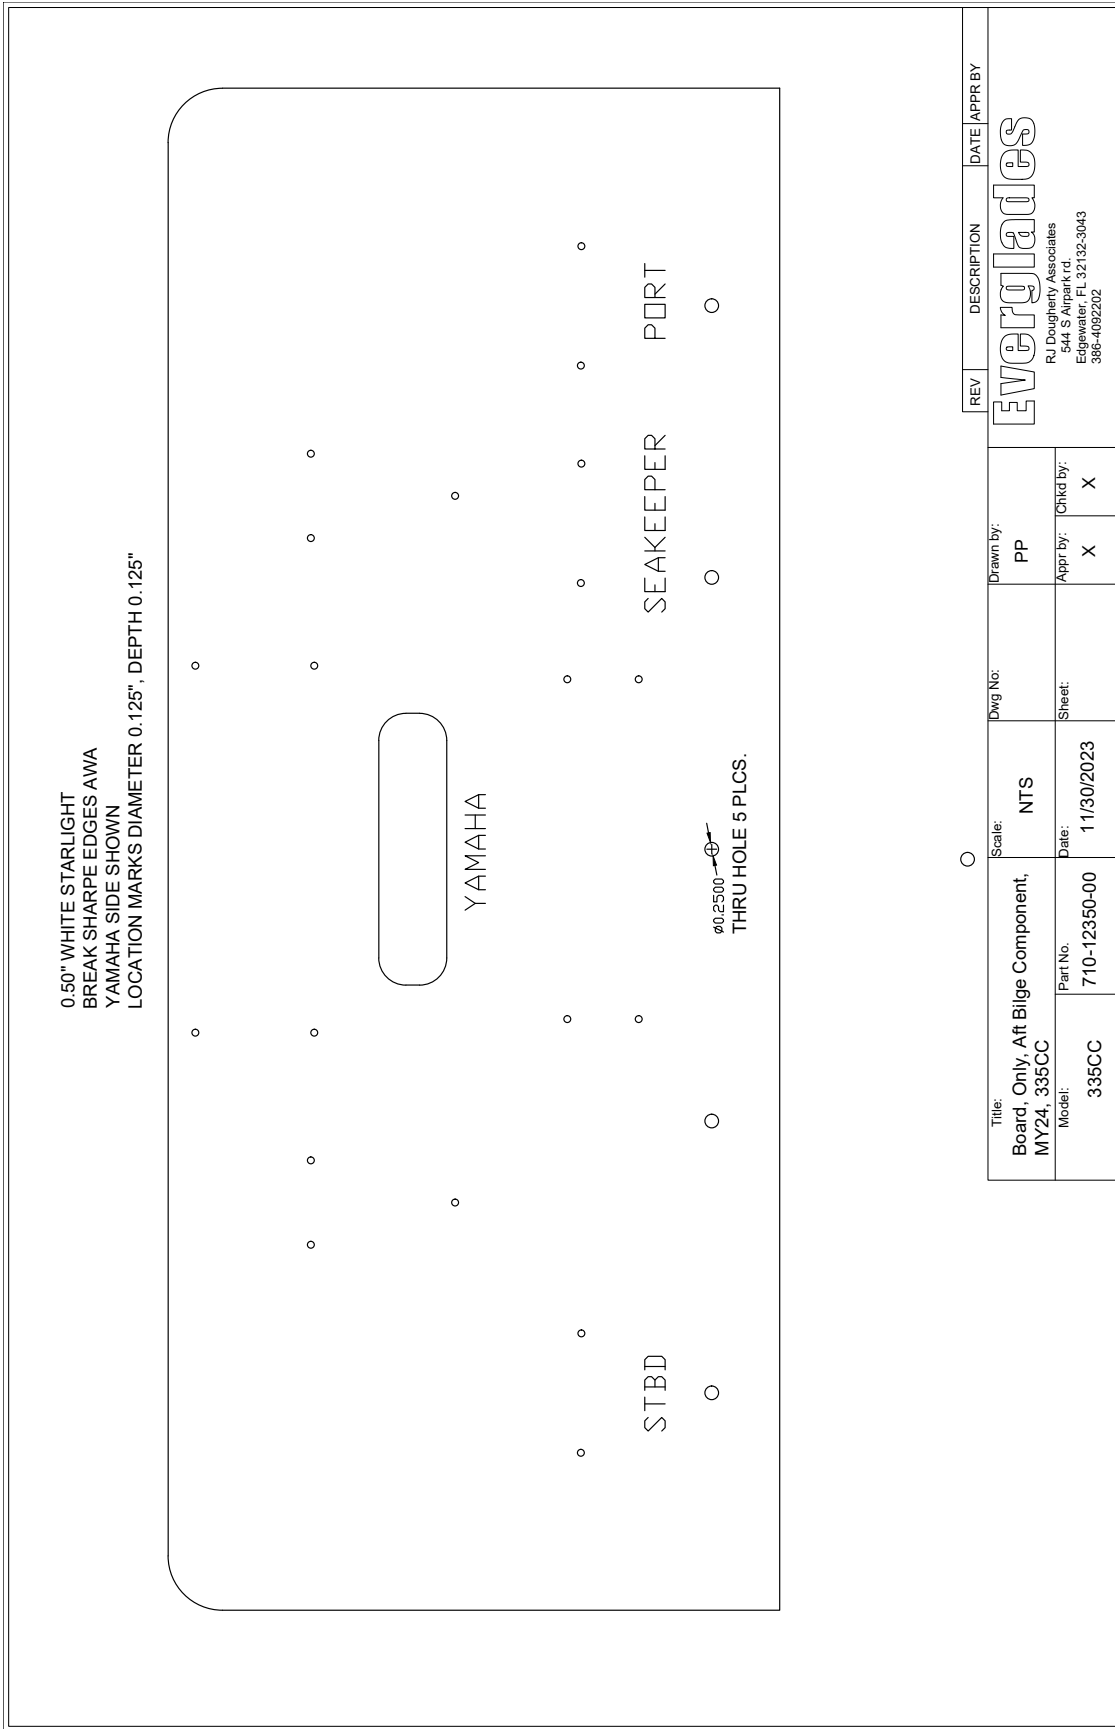 0.50" WHITE STARLIGHT
BREAK SHARPE EDGES AWA
YAMAHA SIDE SHOWN
LOCATION MARKS DIAMETER 0.125", DEPTH 0.125"
YAMAHA
STBD
SEAKEEPER
PORT
ø0.2500
THRU HOLE 5 PLCS.
REV
DESCRIPTION
DATE
APPR BY
Title:
Board, Only, Aft Bilge Component,
MY24, 335CC
Model:
335CC
Part No.
710-12350-00
Scale:
NTS
Date:
11/30/2023
Dwg No:
Sheet:
Drawn by:
PP
Appr by:
X
Chkd by:
X
Everglades
RJ Dougherty Associates
544 S Airpark rd.
Edgewater, FL 32132-3043
386-4092202